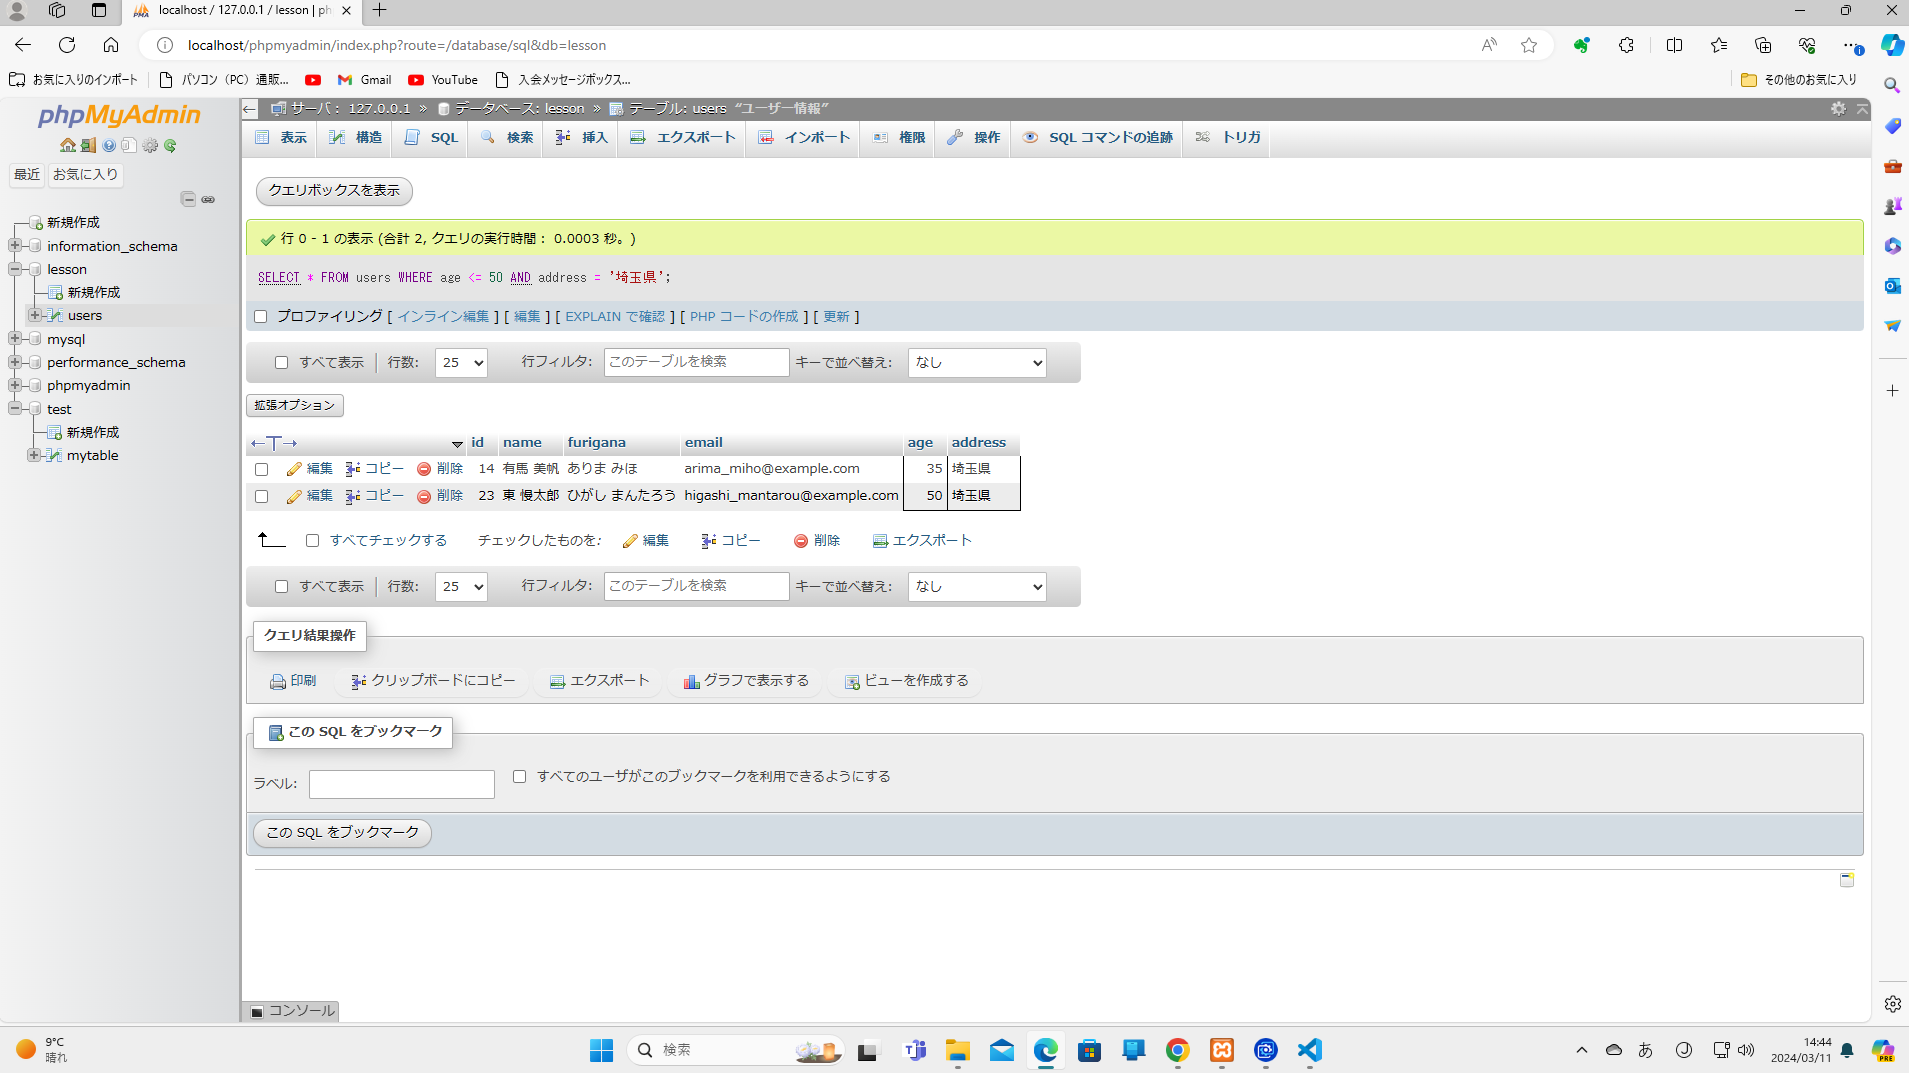 localhost / 127.0.0.1 / lesson | ph
localhost/phpmyadmin/index.php?route=/database/sql&db=lesson
お気に入りのインポート
パソコン（PC）通販...
Gmail
YouTube
入会メッセージボックス...
その他のお気に入り
phpMyAdmin
最近 お気に入り
新規作成
information_schema
lesson
新規作成
users
mysql
performance_schema
phpmyadmin
test
新規作成
mytable
サーバ: 127.0.0.1 » データベース: lesson » テーブル: users “ユーザー情報”
表示 構造 SQL 検索 挿入 エクスポート インポート 権限 操作 SQL コマンドの追跡 トリガ
クエリボックスを表示
行 0 - 1 の表示 (合計 2, クエリの実行時間： 0.0003 秒。)
SELECT * FROM users WHERE age <= 50 AND address = '埼玉県';
プロファイリング [ インライン編集 ] [ 編集 ] [ EXPLAIN で確認 ] [ PHP コードの作成 ] [ 更新 ]
すべて表示 行数: 25 行フィルタ: このテーブルを検索 キーで並べ替え: なし
拡張オプション
←T→ id name furigana email age address
編集 コピー 削除 14 有馬 美帆 ありま みほ arima_miho@example.com 35 埼玉県
編集 コピー 削除 23 東 慢太郎 ひがし まんたろう higashi_mantarou@example.com 50 埼玉県
すべてチェックする チェックしたものを: 編集 コピー 削除 エクスポート
すべて表示 行数: 25 行フィルタ: このテーブルを検索 キーで並べ替え: なし
クエリ結果操作
印刷 クリップボードにコピー エクスポート グラフで表示する ビューを作成する
この SQL をブックマーク
ラベル: すべてのユーザがこのブックマークを利用できるようにする
この SQL をブックマーク
コンソール
9°C
晴れ
検索
あ
14:44
2024/03/11